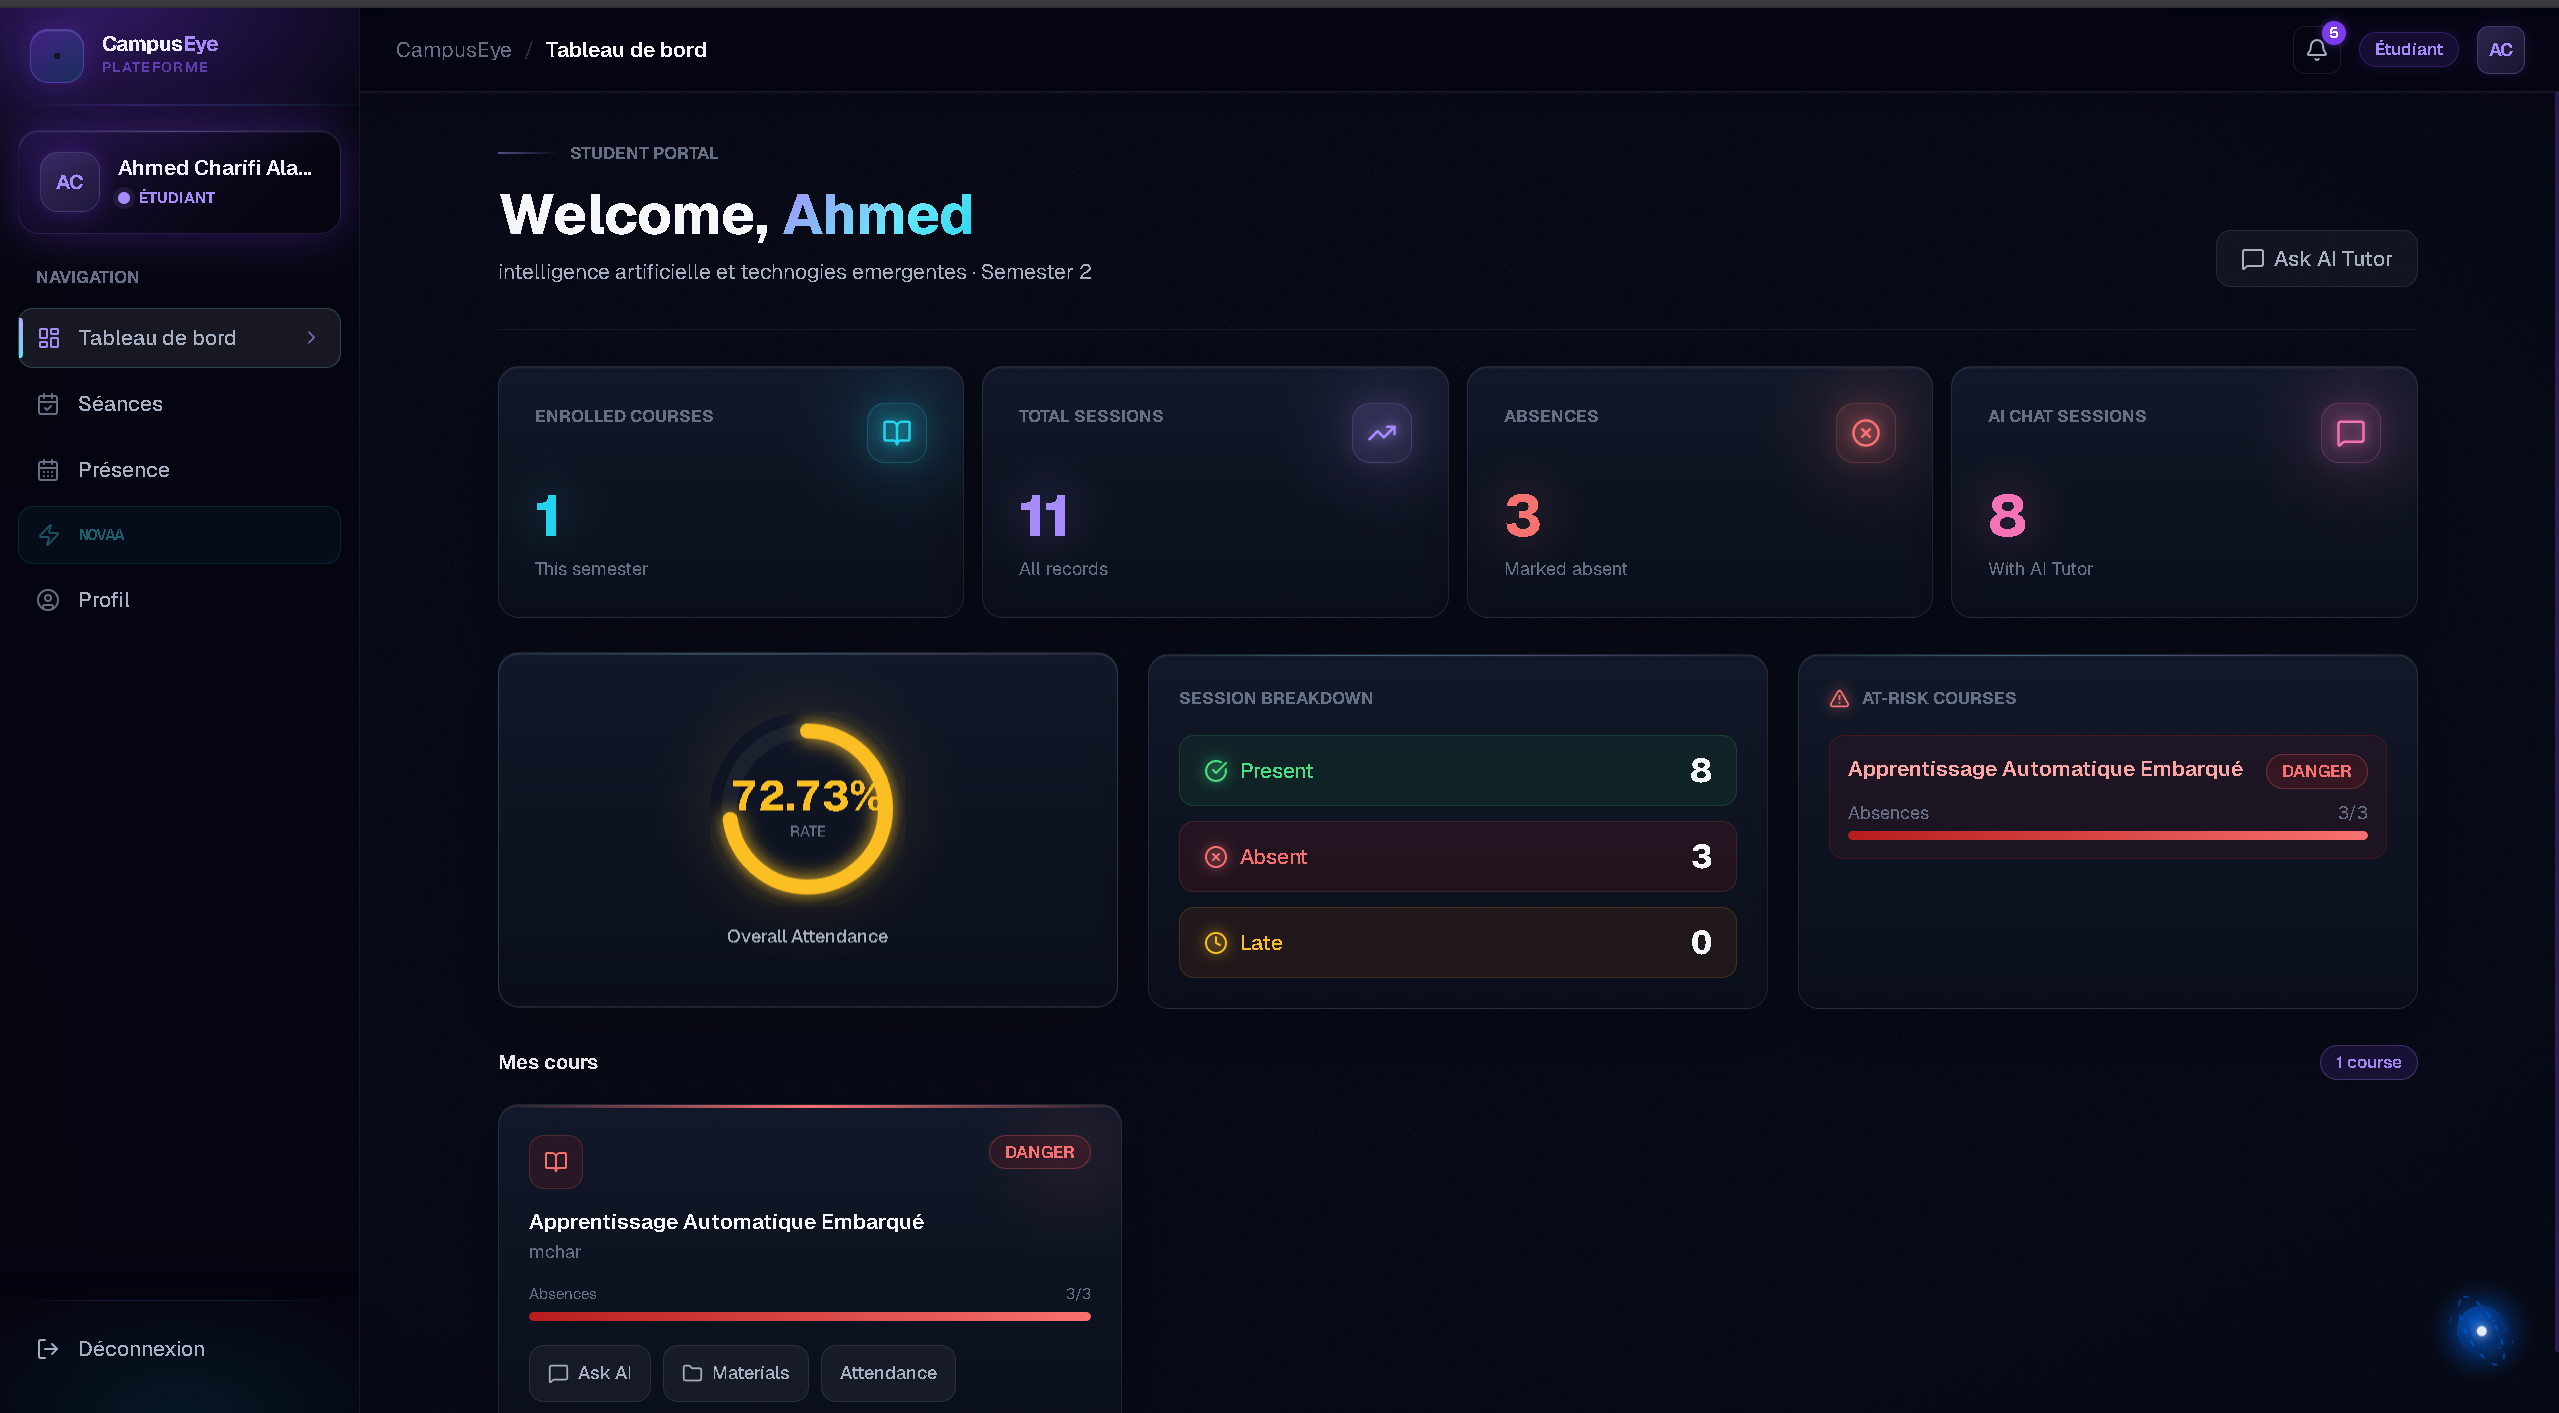 CampusEye
PLATEFORME
CampusEye / Tableau de bord
5
Étudiant
AC
AC
Ahmed Charifi Ala...
ÉTUDIANT
NAVIGATION
Tableau de bord
Séances
Présence
NOVAA
Profil
Déconnexion
STUDENT PORTAL
Welcome, Ahmed
intelligence artificielle et technogies emergentes · Semester 2
Ask AI Tutor
ENROLLED COURSES
1
This semester
TOTAL SESSIONS
11
All records
ABSENCES
3
Marked absent
AI CHAT SESSIONS
8
With AI Tutor
72.73%
RATE
Overall Attendance
SESSION BREAKDOWN
Present 8
Absent 3
Late 0
AT-RISK COURSES
Apprentissage Automatique Embarqué DANGER
Absences 3/3
Mes cours
1 course
DANGER
Apprentissage Automatique Embarqué
mchar
Absences 3/3
Ask AI
Materials
Attendance